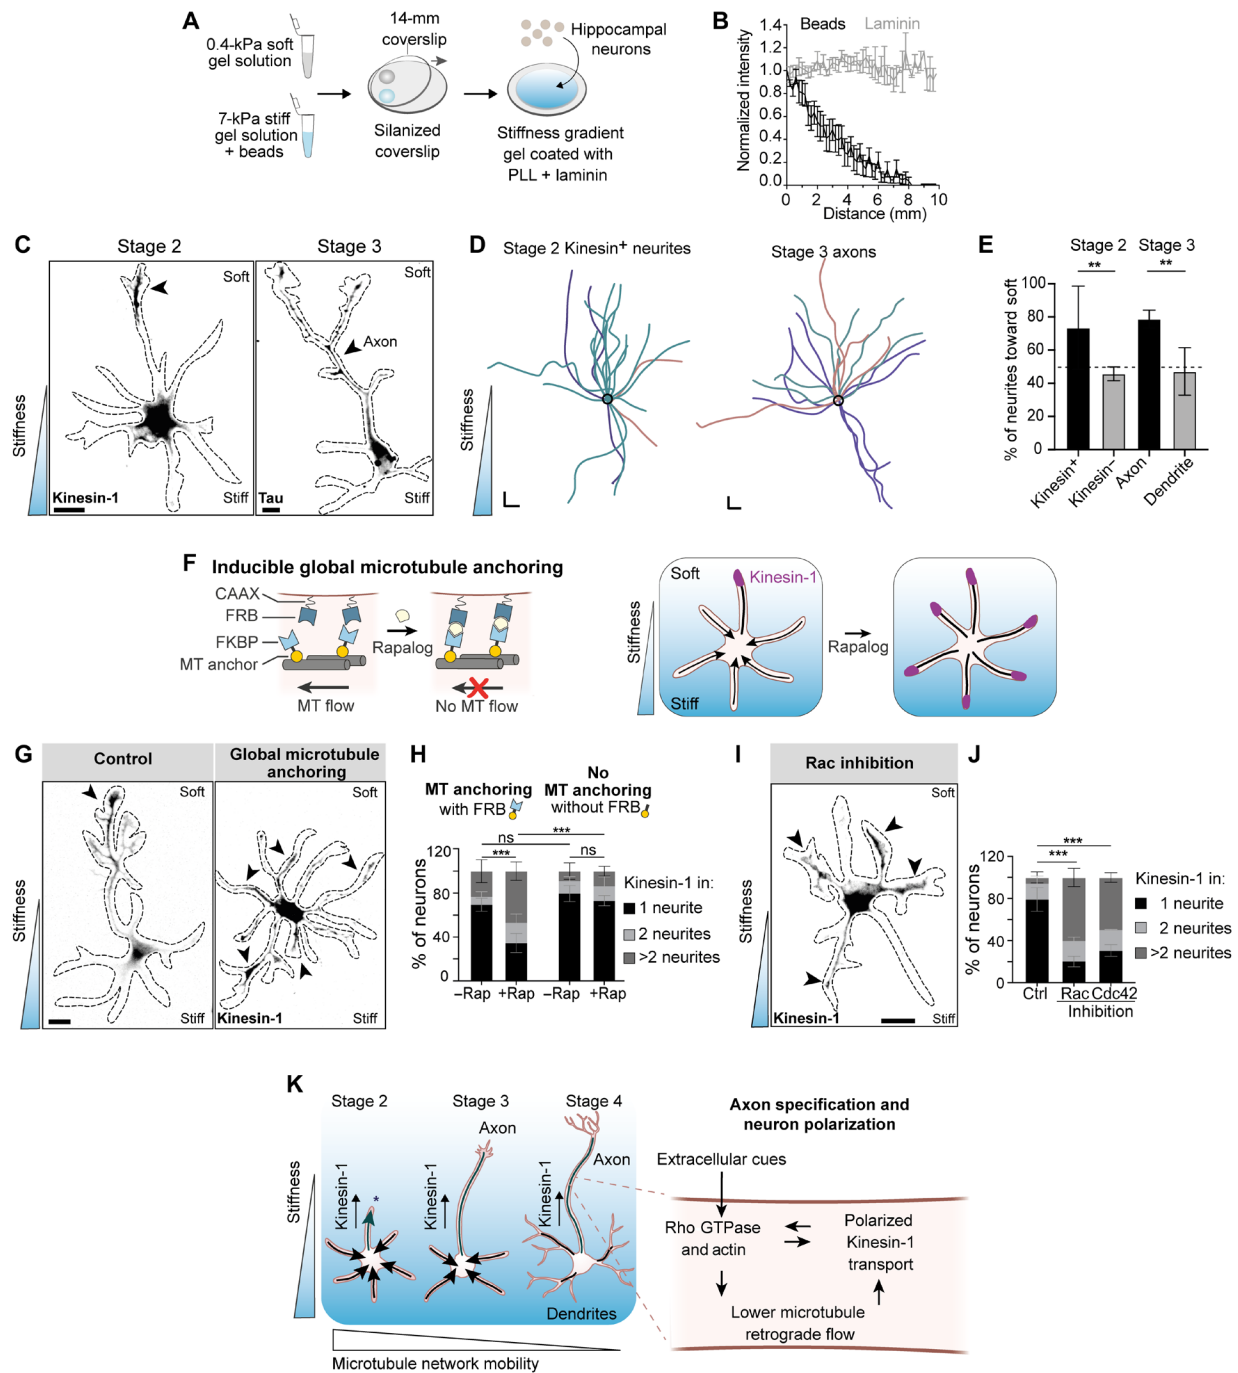 A
0.4-kPa soft
gel solution
7-kPa stiff
gel solution
+ beads
14-mm
coverslip
Silanized
coverslip
Hippocampal
neurons
Stiffness gradient
gel coated with
PLL + laminin
B
Beads
Laminin
Normalized intensity
1.4
1.2
1.0
0.8
0.6
0.4
0.2
0.0
0 2 4 6 8 10
Distance (mm)
C
Stage 2
Stage 3
Soft
Soft
Axon
Stiffness
Kinesin-1
Stiff
Tau
Stiff
D
Stage 2 Kinesin+ neurites
Stage 3 axons
Stiffness
E
Stage 2 Stage 3
** **
% of neurites toward soft
100
80
60
40
20
0
Kinesin+
Kinesin−
Axon
Dendrite
F
Inducible global microtubule anchoring
CAAX
FRB
FKBP
MT anchor
Rapalog
MT flow
No MT flow
Stiffness
Soft
Kinesin-1
Stiff
Rapalog
G
Control
Global microtubule
anchoring
Soft
Soft
Stiffness
Stiff
Kinesin-1
Stiff
H
MT anchoring
with FRB
No
MT anchoring
without FRB
***
ns
*** ns
% of neurons
120
80
40
0
−Rap +Rap −Rap +Rap
Kinesin-1 in:
1 neurite
2 neurites
>2 neurites
I
Rac inhibition
Soft
Stiffness
Kinesin-1
Stiff
J
***
***
% of neurons
120
80
40
0
Ctrl Rac Cdc42
Inhibition
Kinesin-1 in:
1 neurite
2 neurites
>2 neurites
K
Stage 2
Stage 3
Stage 4
Axon
Axon
Stiffness
Kinesin-1
*
Kinesin-1
Kinesin-1
Dendrites
Microtubule network mobility
Axon specification and
neuron polarization
Extracellular cues
Rho GTPase
and actin
Polarized
Kinesin-1
transport
Lower microtubule
retrograde flow